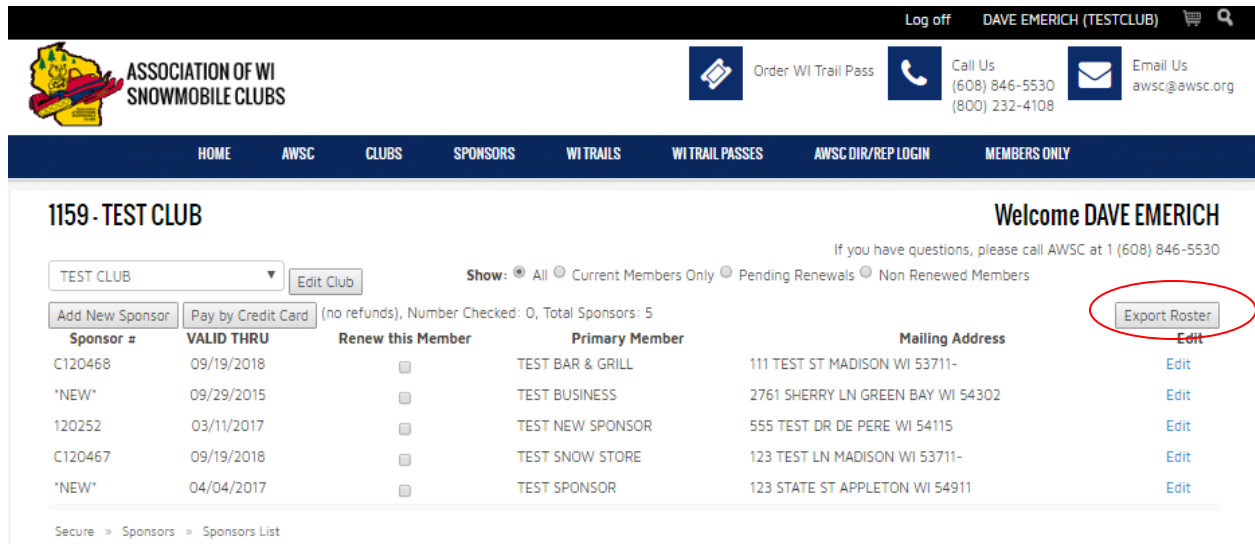 Log off DAVE EMERICH (TESTCLUB)
ASSOCIATION OF WI
SNOWMOBILE CLUBS
Order WI Trail Pass
Call Us
(608) 846-5530
(800) 232-4108
Email Us
awsc@awsc.org
HOME AWSC CLUBS SPONSORS WI TRAILS WI TRAIL PASSES AWSC DIR/REP LOGIN MEMBERS ONLY
1159 - TEST CLUB Welcome DAVE EMERICH
If you have questions, please call AWSC at 1 (608) 846-5530
TEST CLUB Edit Club Show: All Current Members Only Pending Renewals Non Renewed Members
Add New Sponsor Pay by Credit Card (no refunds), Number Checked: 0, Total Sponsors: 5 Export Roster
Sponsor # VALID THRU Renew this Member Primary Member Mailing Address Edit
C120468 09/19/2018 TEST BAR & GRILL 111 TEST ST MADISON WI 53711- Edit
*NEW* 09/29/2015 TEST BUSINESS 2761 SHERRY LN GREEN BAY WI 54302 Edit
120252 03/11/2017 TEST NEW SPONSOR 555 TEST DR DE PERE WI 54115 Edit
C120467 09/19/2018 TEST SNOW STORE 123 TEST LN MADISON WI 53711- Edit
*NEW* 04/04/2017 TEST SPONSOR 123 STATE ST APPLETON WI 54911 Edit
Secure » Sponsors » Sponsors List